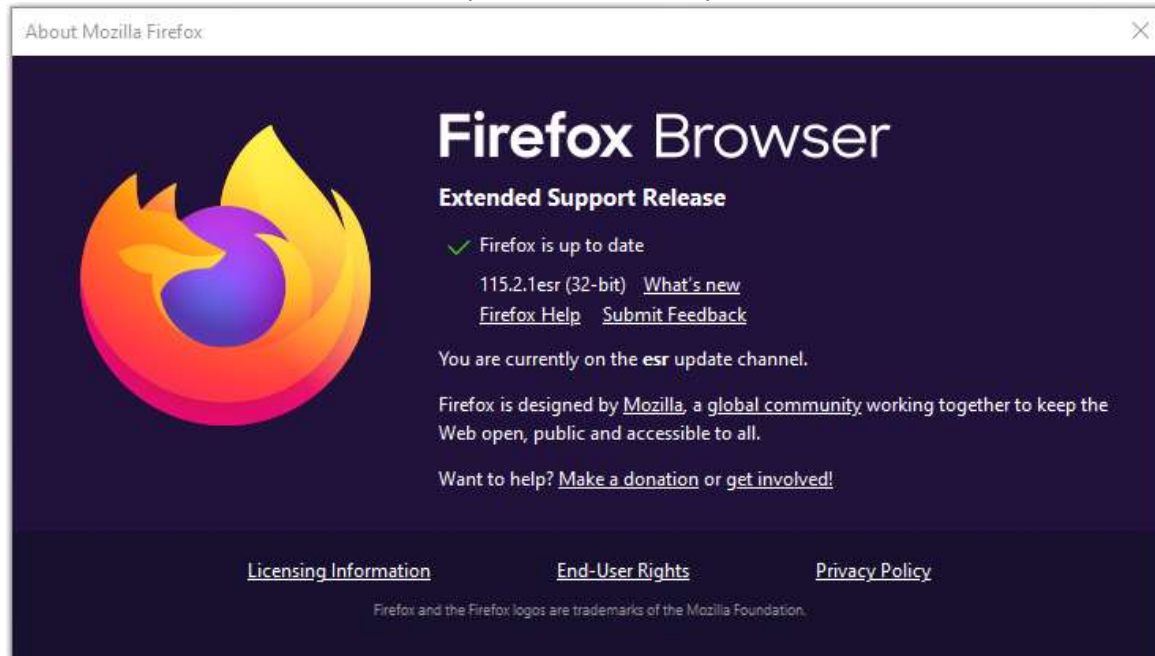 About Mozilla Firefox
Firefox Browser
Extended Support Release
Firefox is up to date
115.2.1esr (32-bit) What's new
Firefox Help Submit Feedback
You are currently on the esr update channel.
Firefox is designed by Mozilla, a global community working together to keep the
Web open, public and accessible to all.
Want to help? Make a donation or get involved!
Licensing Information End-User Rights Privacy Policy
Firefox and the Firefox logos are trademarks of the Mozilla Foundation.